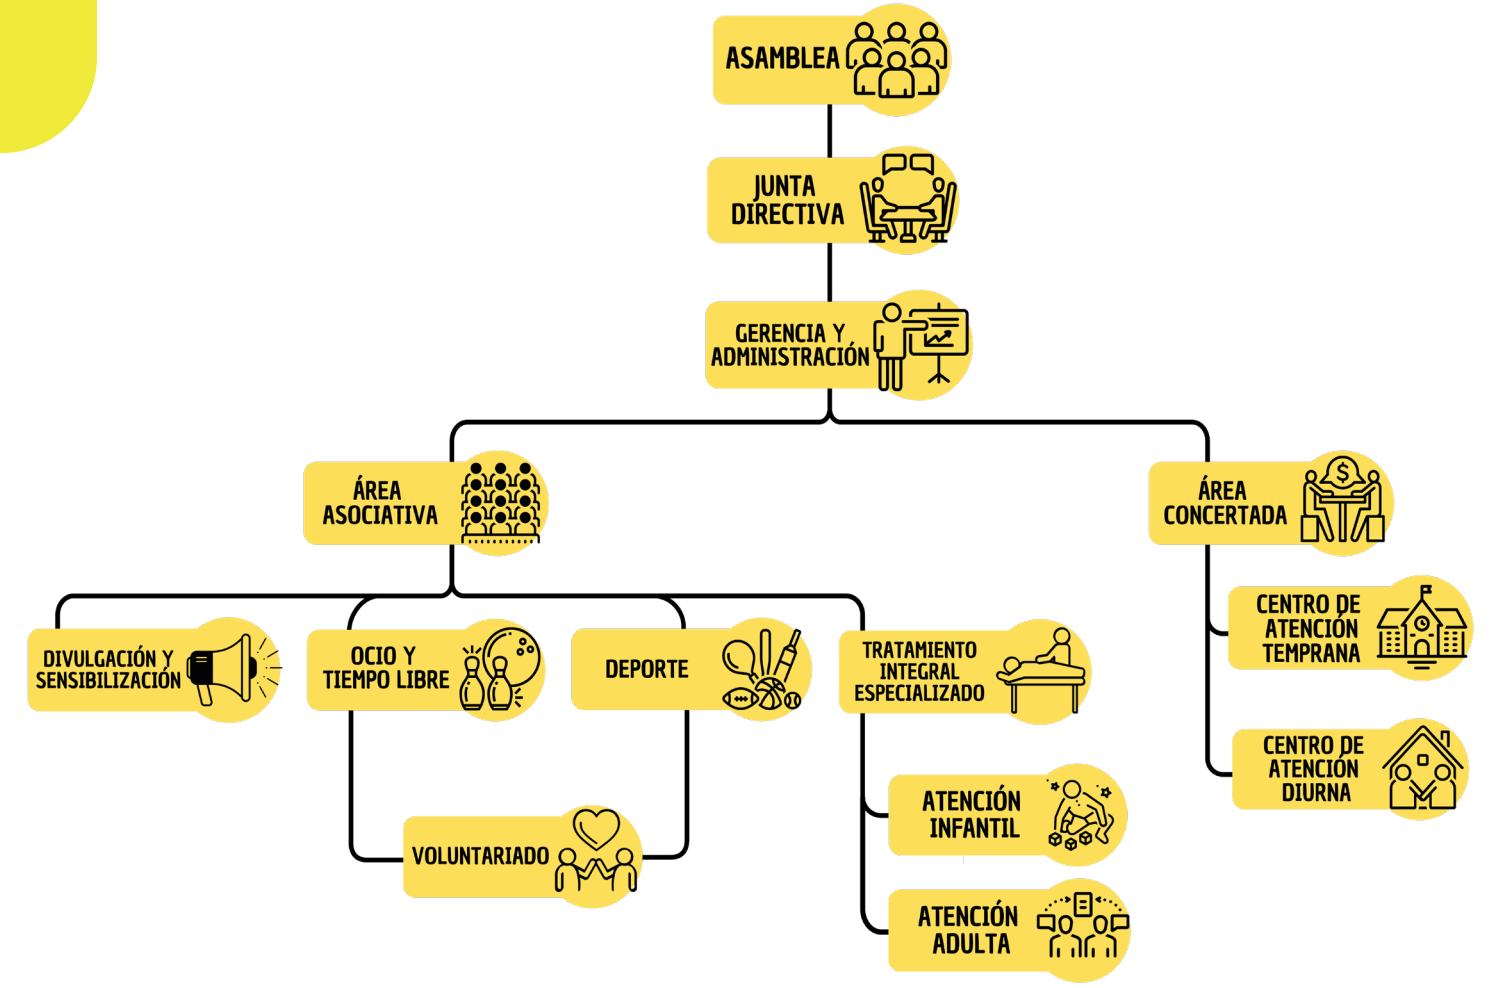 ASAMBLEA
JUNTA
DIRECTIVA
GERENCIA Y
ADMINISTRACIÓN
ÁREA
ASOCIATIVA
ÁREA
CONCERTADA
DIVULGACIÓN Y
SENSIBILIZACIÓN
OCIO Y
TIEMPO LIBRE
DEPORTE
TRATAMIENTO
INTEGRAL
ESPECIALIZADO
CENTRO DE
ATENCIÓN
TEMPRANA
CENTRO DE
ATENCIÓN
DIURNA
VOLUNTARIADO
ATENCIÓN
INFANTIL
ATENCIÓN
ADULTA
$